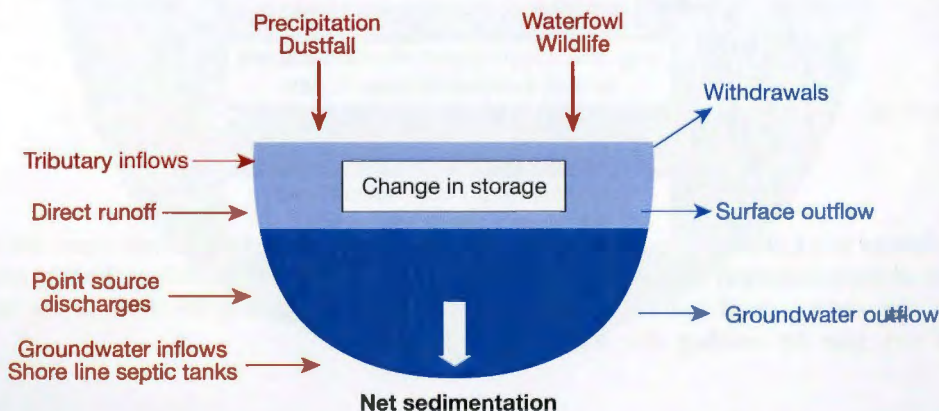 Precipitation
Dustfall
Waterfowl
Wildlife
Withdrawals
Tributary inflows
Change in storage
Direct runoff
Surface outflow
Point source
discharges
Groundwater outflow
Groundwater inflows
Shore line septic tanks
Net sedimentation